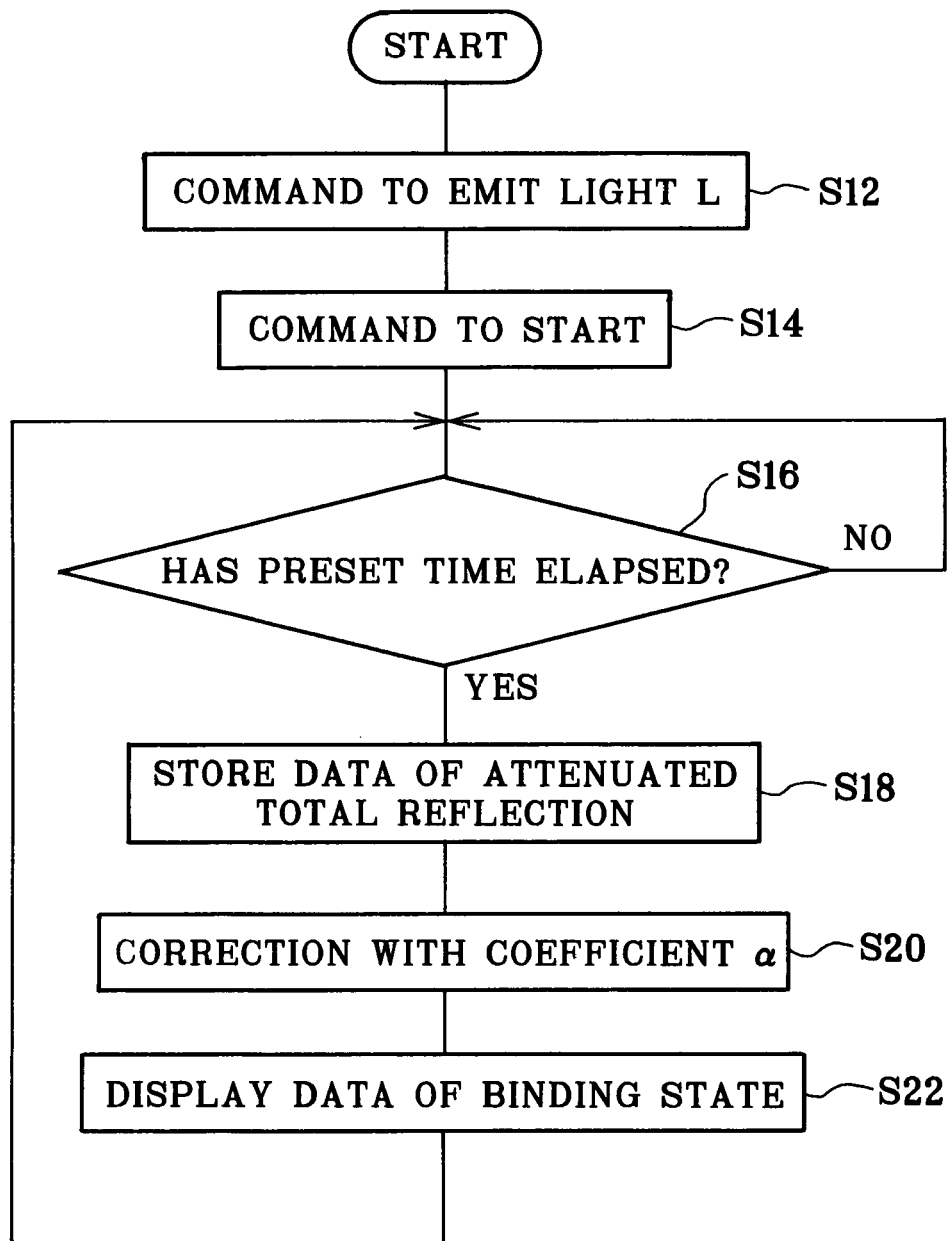 START
COMMAND TO EMIT LIGHT L
S12
COMMAND TO START
S14
S16
HAS PRESET TIME ELAPSED?
NO
YES
STORE DATA OF ATTENUATED
TOTAL REFLECTION
S18
CORRECTION WITH COEFFICIENT α
S20
DISPLAY DATA OF BINDING STATE
S22